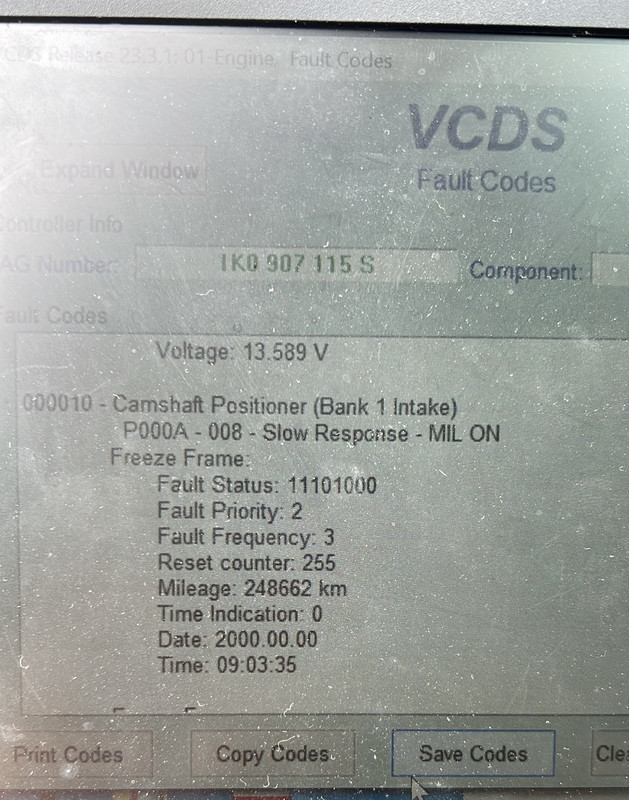 VCDS Release 23.3.1: 01-Engine, Fault Codes
VCDS
Fault Codes
Expand Window
Controller Info
VAG Number: 1K0 907 115 S Component:
Fault Codes
Voltage: 13.589 V
000010 - Camshaft Positioner (Bank 1 Intake)
P000A - 008 - Slow Response - MIL ON
Freeze Frame:
Fault Status: 11101000
Fault Priority: 2
Fault Frequency: 3
Reset counter: 255
Mileage: 248662 km
Time Indication: 0
Date: 2000.00.00
Time: 09:03:35
Print Codes Copy Codes Save Codes